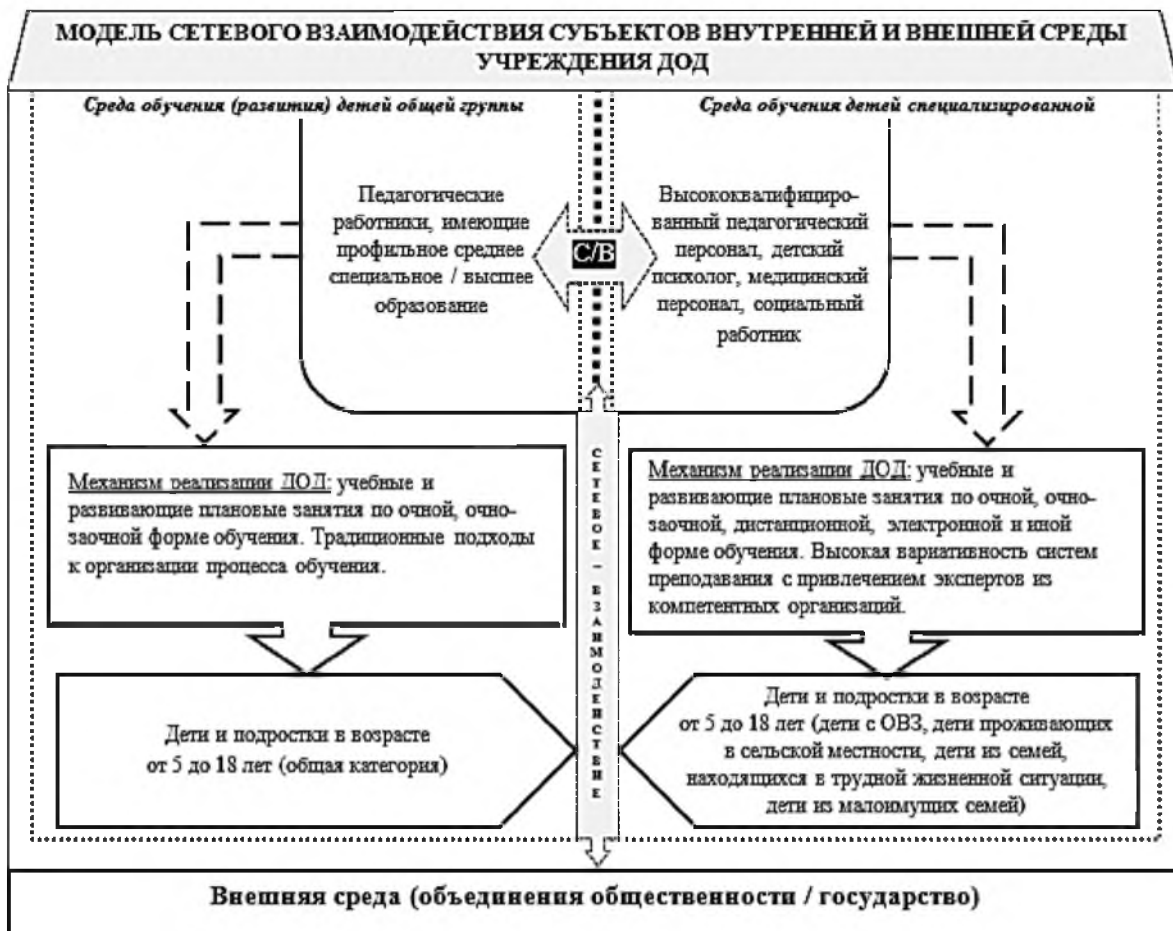 МОДЕЛЬ СЕТЕВОГО ВЗАИМОДЕЙСТВИЯ СУБЪЕКТОВ ВНУТРЕННЕЙ И ВНЕШНЕЙ СРЕДЫ
УЧРЕЖДЕНИЯ ДОД
Среда обучения (развития) детей общей группы
Среда обучения детей специализированной
Педагогические
работники, имеющие
профильное среднее
специальное / высшее
образование
С/В
Высококвалифициро-
ванный педагогический
персонал, детский
психолог, медицинский
персонал, социальный
работник
Механизм реализации ДОД: учебные и
развивающие плановые занятия по очной, очно-
заочной форме обучения. Традиционные подходы
к организации процесса обучения.
СЕТЕВОЕ – ВЗАИМОДЕЙСТВИЕ
Механизм реализации ДОД: учебные и
развивающие плановые занятия по очной, очно-
заочной, дистанционной, электронной и иной
форме обучения. Высокая вариативность систем
преподавания с привлечением экспертов из
компетентных организаций.
Дети и подростки в возрасте
от 5 до 18 лет (общая категория)
Дети и подростки в возрасте
от 5 до 18 лет (дети с ОВЗ, дети проживающих
в сельской местности, дети из семей,
находящихся в трудной жизненной ситуации,
дети из малоимущих семей)
Внешняя среда (объединения общественности / государство)